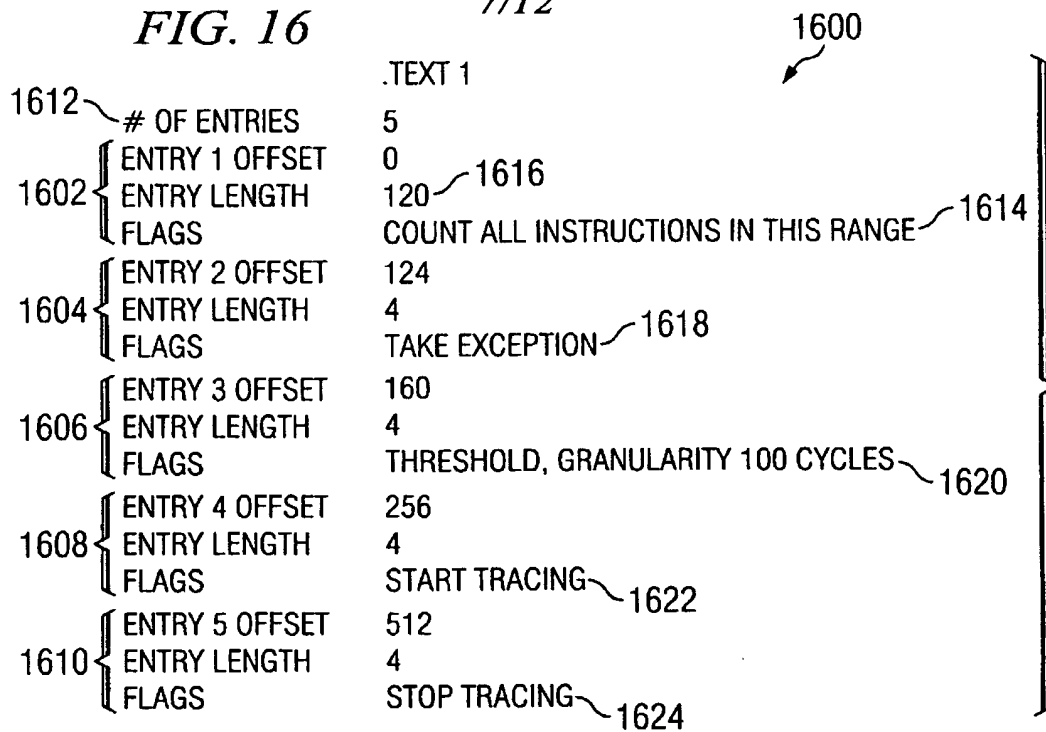 FIG. 16
7/12
1600
.TEXT 1
1612 # OF ENTRIES 5
ENTRY 1 OFFSET 0
1602 ENTRY LENGTH 120 1616
FLAGS COUNT ALL INSTRUCTIONS IN THIS RANGE 1614
ENTRY 2 OFFSET 124
1604 ENTRY LENGTH 4
FLAGS TAKE EXCEPTION 1618
ENTRY 3 OFFSET 160
1606 ENTRY LENGTH 4
FLAGS THRESHOLD, GRANULARITY 100 CYCLES 1620
ENTRY 4 OFFSET 256
1608 ENTRY LENGTH 4
FLAGS START TRACING 1622
ENTRY 5 OFFSET 512
1610 ENTRY LENGTH 4
FLAGS STOP TRACING 1624